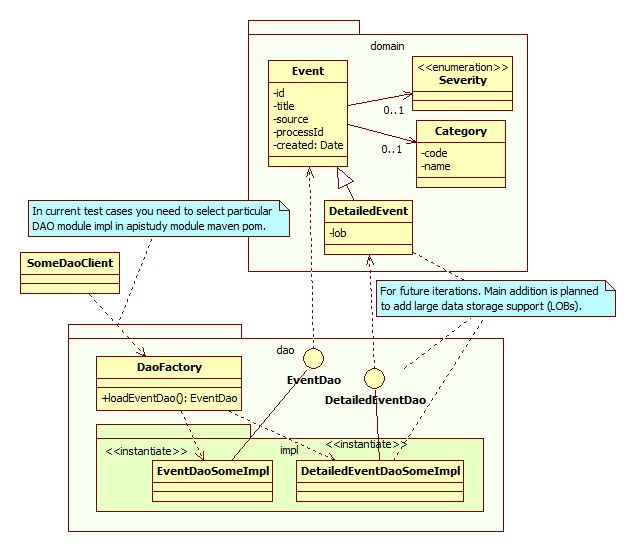 domain
Event
-id
-title
-source
-processId
-created: Date
<<enumeration>>
Severity
0..1
Category
-code
-name
0..1
DetailedEvent
-lob
In current test cases you need to select particular
DAO module impl in apistudy module maven pom.
SomeDaoClient
For future iterations. Main addition is planned
to add large data storage support (LOBs).
dao
DaoFactory
+loadEventDao(): EventDao
EventDao
DetailedEventDao
<<instantiate>>
impl
<<instantiate>>
EventDaoSomeImpl
DetailedEventDaoSomeImpl